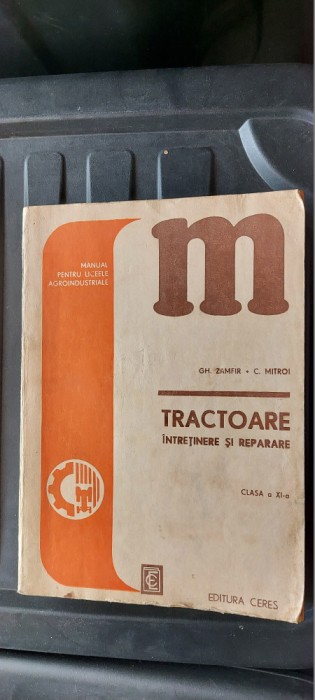 MANUAL
PENTRU LICEELE
AGROINDUSTRIALE
m
GH. ZAMFIR • C. MITROI
TRACTOARE
ÎNTREȚINERE ȘI REPARARE
CLASA a XI-a
EDITURA CERES